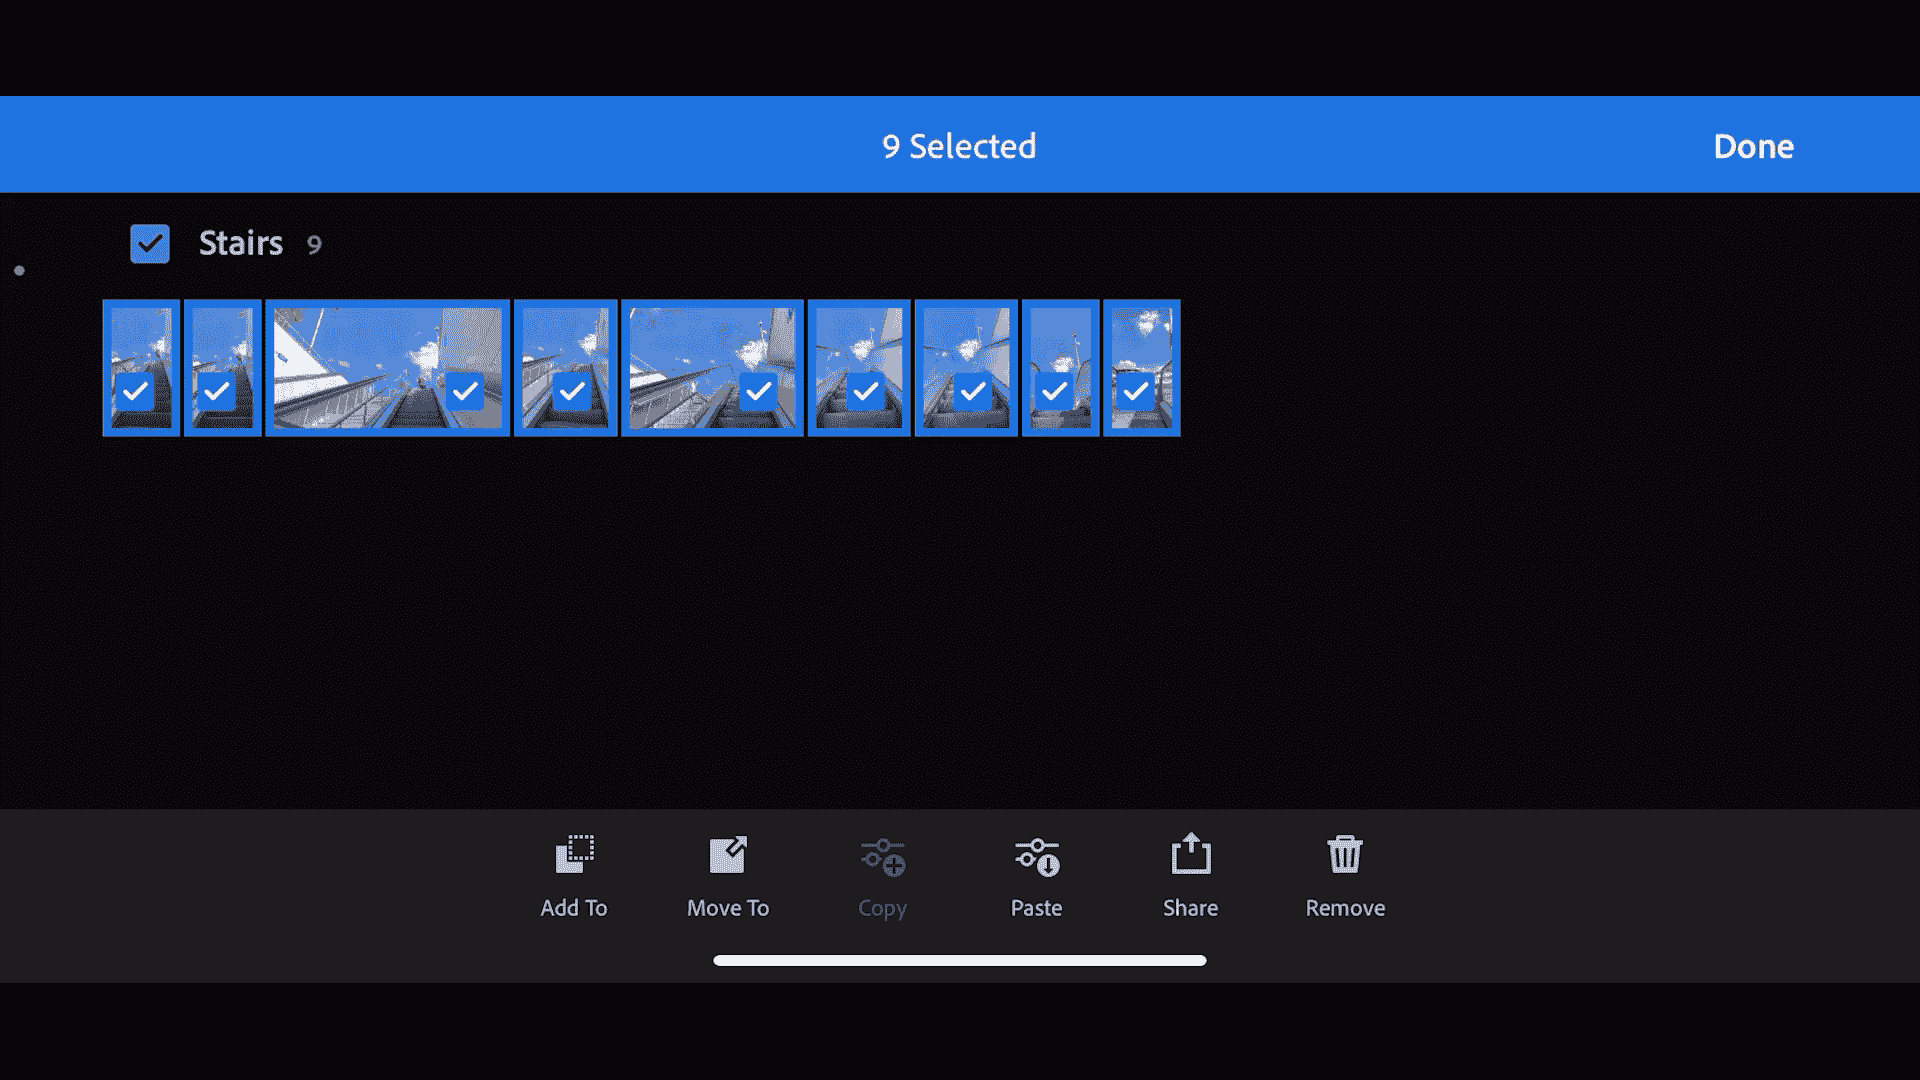 9 Selected
Done
Stairs 9
Add To
Move To
Copy
Paste
Share
Remove